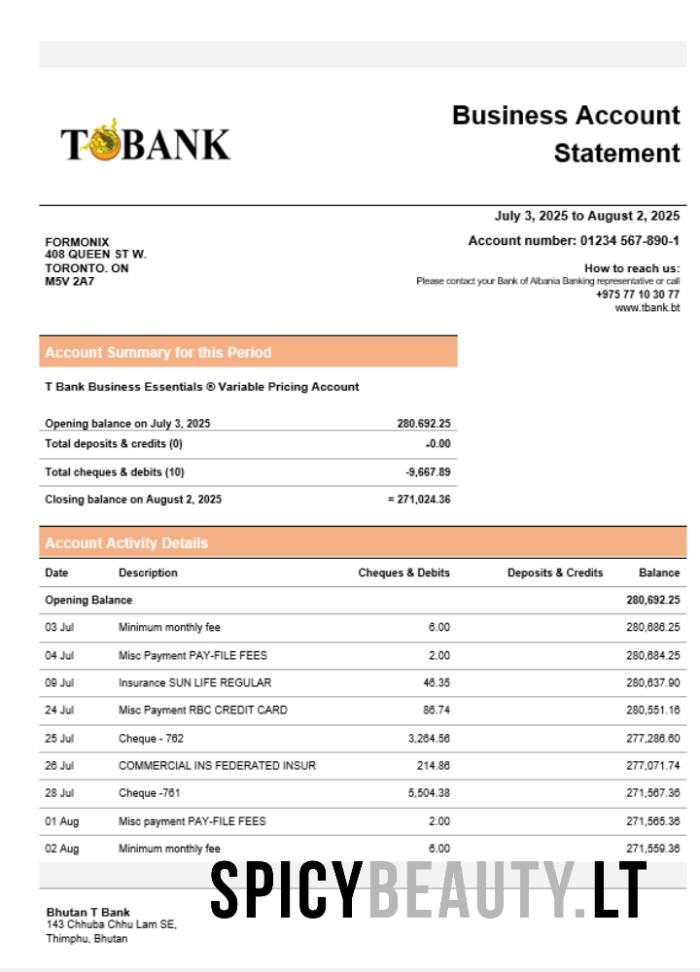 T BANK
Business Account
Statement
July 3, 2025 to August 2, 2025
FORMONIX
408 QUEEN ST W.
TORONTO. ON
M5V 2A7
Account number: 01234 567-890-1
How to reach us:
Please contact your Bank of Albania Banking representative or call
+975 77 10 30 77
www.tbank.bt
Account Summary for this Period
T Bank Business Essentials ® Variable Pricing Account
Opening balance on July 3, 2025 280.692.25
Total deposits & credits (0) -0.00
Total cheques & debits (10) -9,667.89
Closing balance on August 2, 2025 = 271,024.36
Account Activity Details
Date Description Cheques & Debits Deposits & Credits Balance
Opening Balance 280,692.25
03 Jul Minimum monthly fee 6.00 280,686.25
04 Jul Misc Payment PAY-FILE FEES 2.00 280,684.25
09 Jul Insurance SUN LIFE REGULAR 46.35 280,637.90
24 Jul Misc Payment RBC CREDIT CARD 86.74 280,551.16
25 Jul Cheque - 762 3,264.56 277,286.60
26 Jul COMMERCIAL INS FEDERATED INSUR 214.86 277,071.74
28 Jul Cheque -761 5,504.38 271,567.36
01 Aug Misc payment PAY-FILE FEES 2.00 271,565.36
02 Aug Minimum monthly fee 6.00 271,559.36
SPICYBEAUTY.LT
Bhutan T Bank
143 Chhuba Chhu Lam SE,
Thimphu, Bhutan